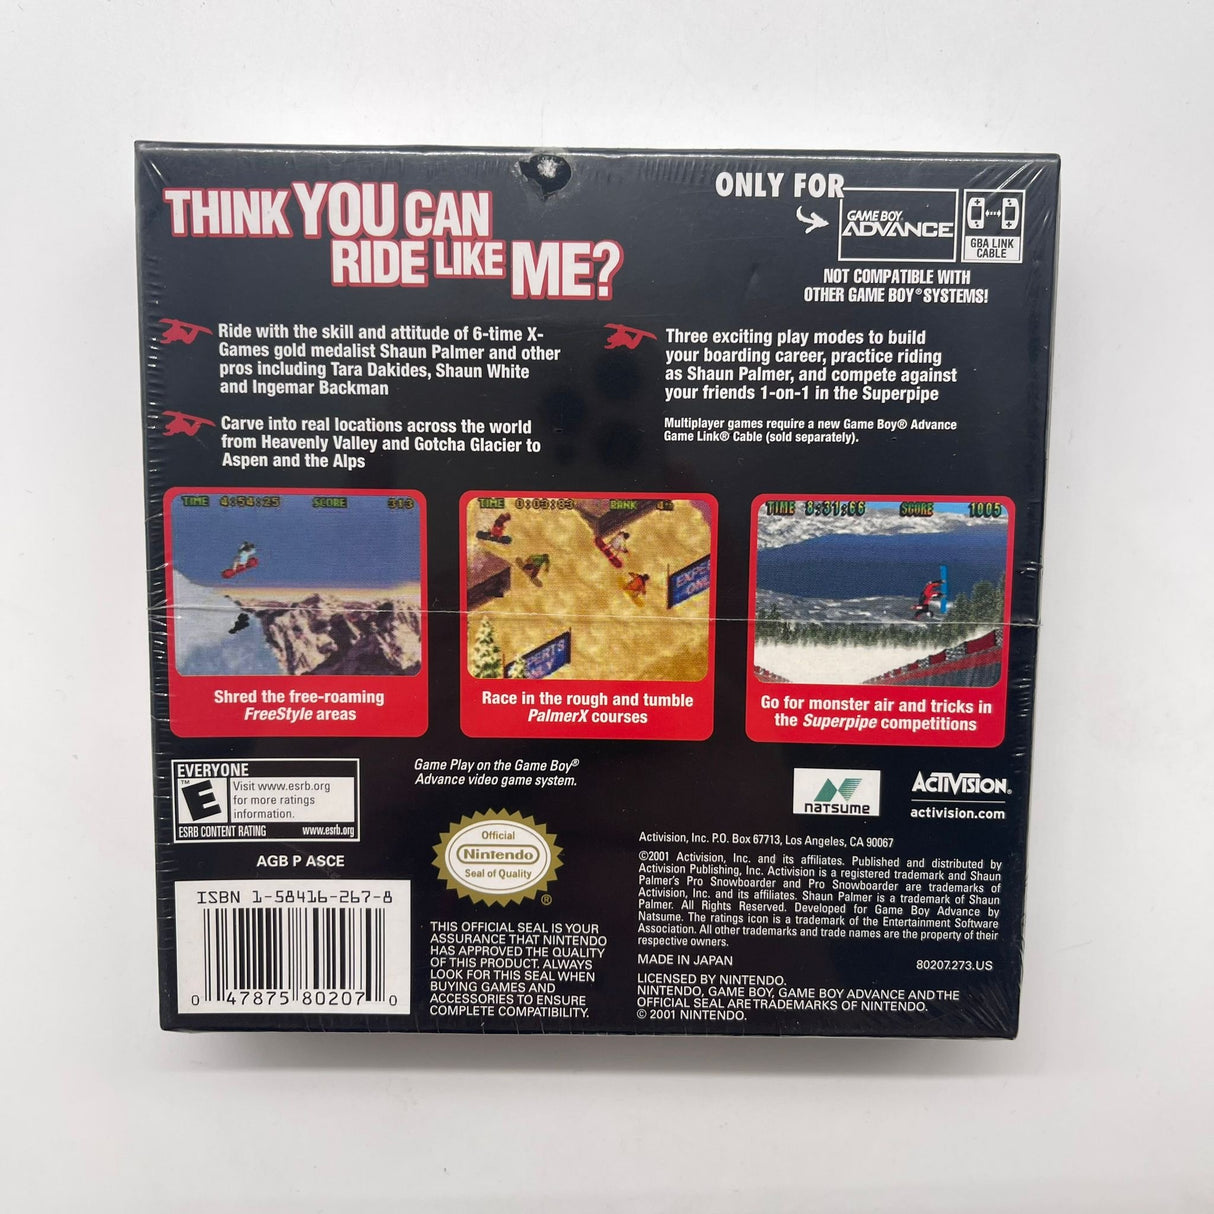 THINK YOU CAN
RIDE LIKE ME?
ONLY FOR
GAME BOY
ADVANCE
GBA LINK
CABLE
NOT COMPATIBLE WITH
OTHER GAME BOY® SYSTEMS!
Ride with the skill and attitude of 6-time X-
Games gold medalist Shaun Palmer and other
pros including Tara Dakides, Shaun White
and Ingemar Backman
Carve into real locations across the world
from Heavenly Valley and Gotcha Glacier to
Aspen and the Alps
Three exciting play modes to build
your boarding career, practice riding
as Shaun Palmer, and compete against
your friends 1-on-1 in the Superpipe
Multiplayer games require a new Game Boy® Advance
Game Link® Cable (sold separately).
TIME 4:54:25 SCORE 313
Shred the free-roaming
FreeStyle areas
TIME 0:03:83 RANK
EXPE
ONL
PERTS
LY
Race in the rough and tumble
PalmerX courses
TIME 8:31:66 SCORE 1005
Go for monster air and tricks in
the Superpipe competitions
EVERYONE
E
TM
Visit www.esrb.org
for more ratings
information.
ESRB CONTENT RATING www.esrb.org
AGB P ASCE
ISBN 1-58416-267-8
0 47875 80207 0
Game Play on the Game Boy®
Advance video game system.
Official
Nintendo
Seal of Quality
®
THIS OFFICIAL SEAL IS YOUR
ASSURANCE THAT NINTENDO
HAS APPROVED THE QUALITY
OF THIS PRODUCT. ALWAYS
LOOK FOR THIS SEAL WHEN
BUYING GAMES AND
ACCESSORIES TO ENSURE
COMPLETE COMPATIBILITY.
natsume
ACTIVISION®
activision.com
Activision, Inc. P.O. Box 67713, Los Angeles, CA 90067
©2001 Activision, Inc. and its affiliates. Published and distributed by
Activision Publishing, Inc. Activision is a registered trademark and Shaun
Palmer's Pro Snowboarder and Pro Snowboarder are trademarks of
Activision, Inc. and its affiliates. Shaun Palmer is a trademark of Shaun
Palmer. All Rights Reserved. Developed for Game Boy Advance by
Natsume. The ratings icon is a trademark of the Entertainment Software
Association. All other trademarks and trade names are the property of their
respective owners.
MADE IN JAPAN
80207.273.US
LICENSED BY NINTENDO.
NINTENDO, GAME BOY, GAME BOY ADVANCE AND THE
OFFICIAL SEAL ARE TRADEMARKS OF NINTENDO.
© 2001 NINTENDO.